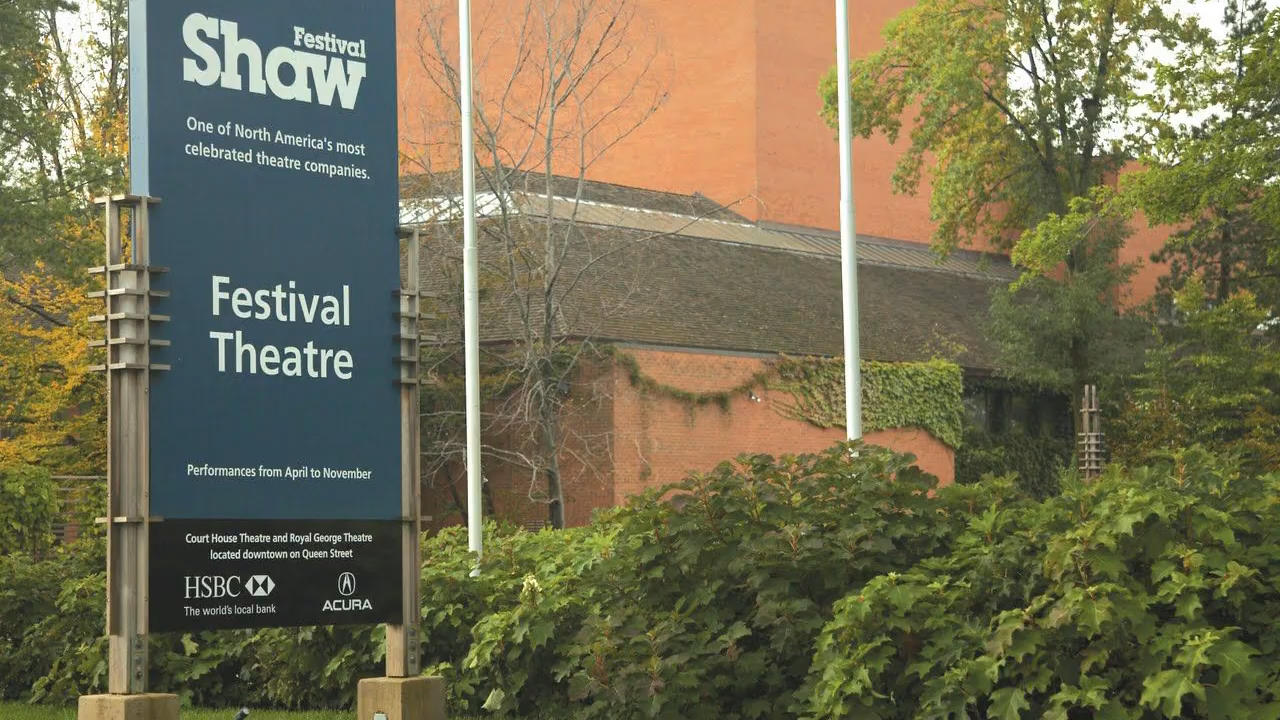 Festival
Shaw
One of North America's most
celebrated theatre companies.
Festival
Theatre
Performances from April to November
Court House Theatre and Royal George Theatre
located downtown on Queen Street
HSBC
The world's local bank
ACURA